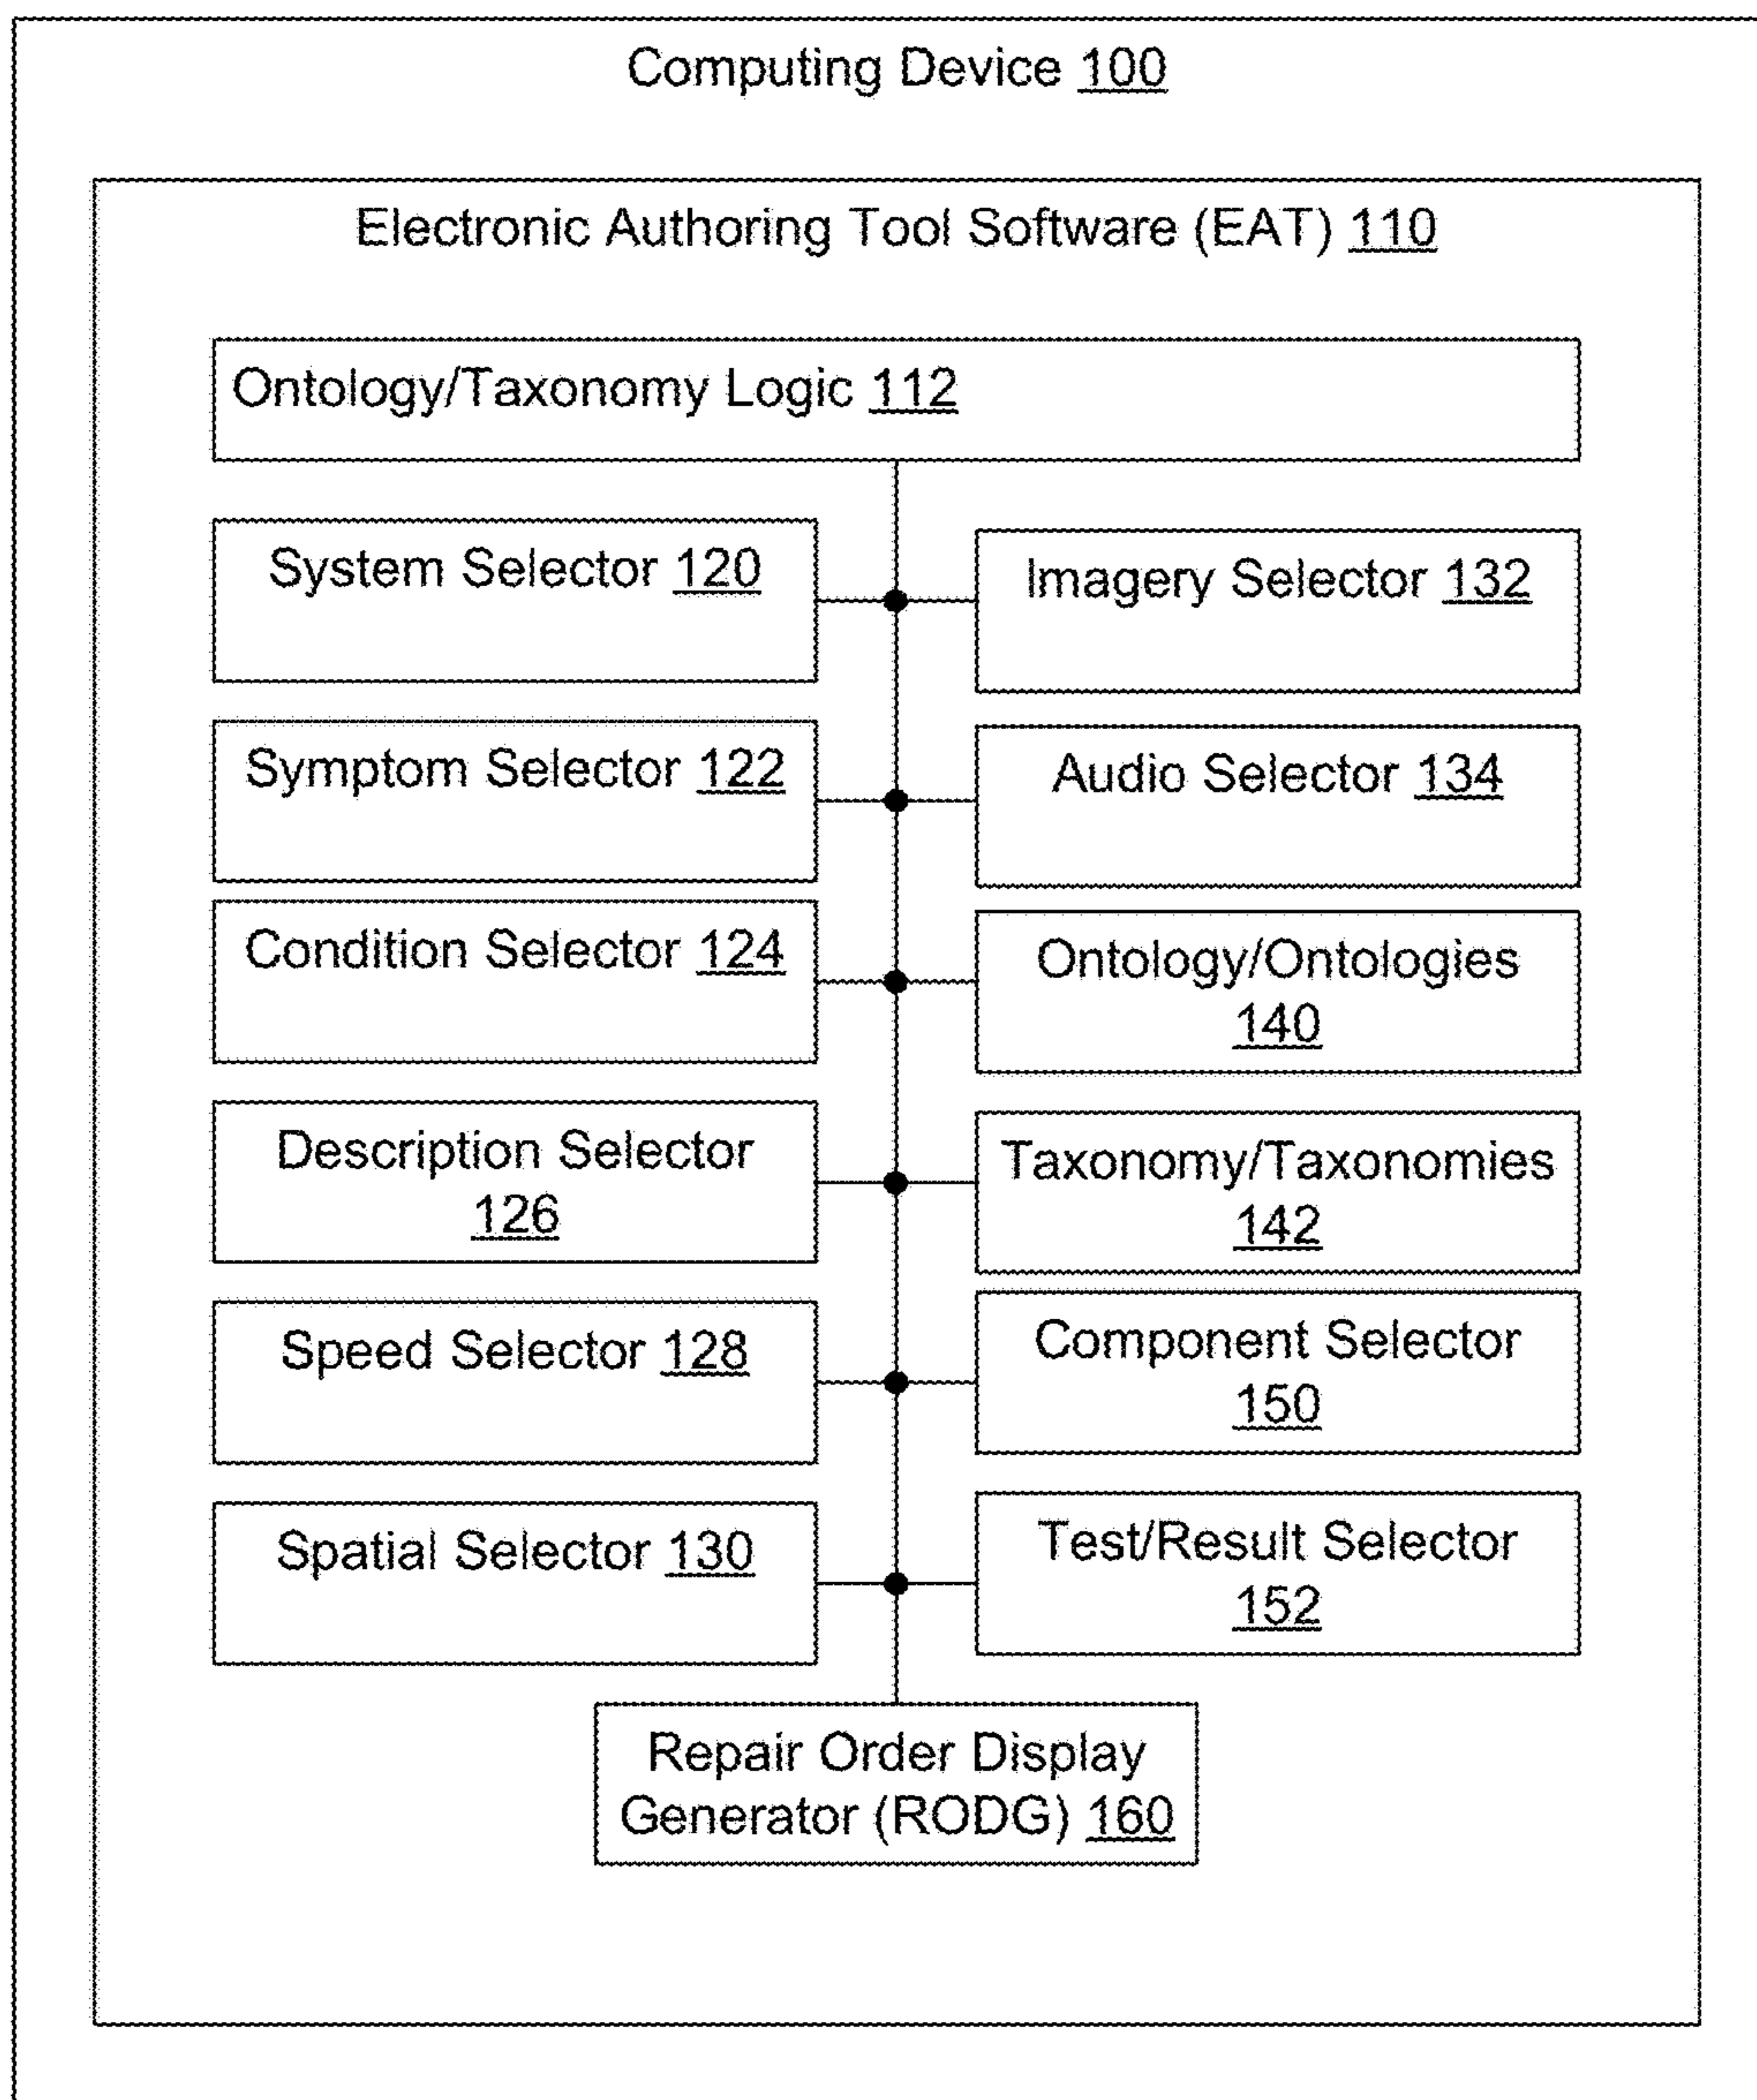 Computing Device 100
Electronic Authoring Tool Software (EAT) 110
Ontology/Taxonomy Logic 112
System Selector 120
Imagery Selector 132
Symptom Selector 122
Audio Selector 134
Condition Selector 124
Ontology/Ontologies
140
Description Selector
126
Taxonomy/Taxonomies
142
Speed Selector 128
Component Selector
150
Spatial Selector 130
Test/Result Selector
152
Repair Order Display
Generator (RODG) 160